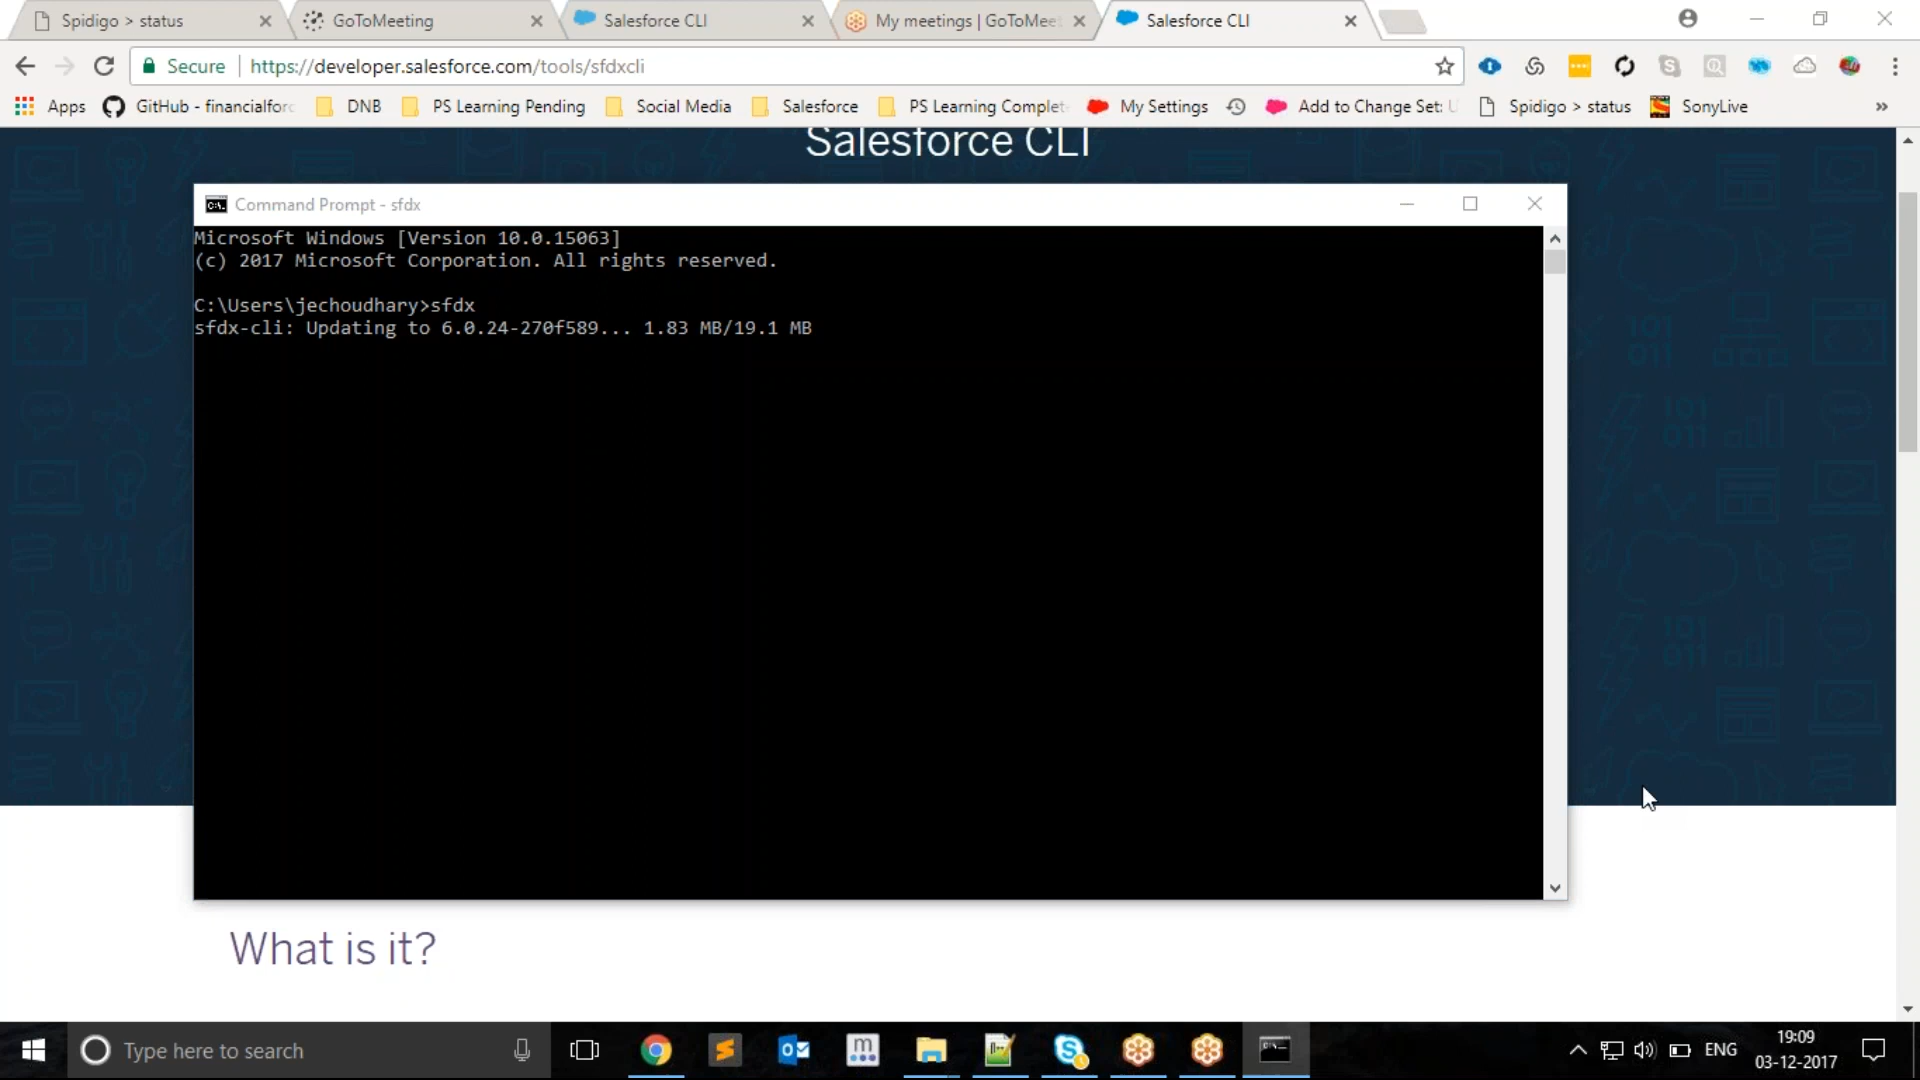 Spidigo > status
GoToMeeting
Salesforce CLI
My meetings | GoToMee
Salesforce CLI
Secure
https://developer.salesforce.com/tools/sfdxcli
Apps
GitHub - financialforc
DNB
PS Learning Pending
Social Media
Salesforce
PS Learning Complet
My Settings
Add to Change Set: U
Spidigo > status
SonyLive
»
Salesforce CLI
Command Prompt - sfdx
Microsoft Windows [Version 10.0.15063]
(c) 2017 Microsoft Corporation. All rights reserved.
C:\Users\jechoudhary>sfdx
sfdx-cli: Updating to 6.0.24-270f589... 1.83 MB/19.1 MB
What is it?
Type here to search
ENG
19:09
03-12-2017